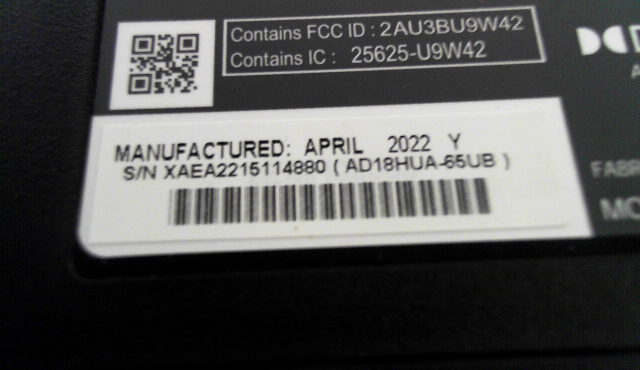 Contains FCC ID : 2AU3BU9W42
Contains IC : 25625-U9W42
MANUFACTURED: APRIL 2022 Y
S/N XAEA2215114880 ( AD18HUA-65UB )